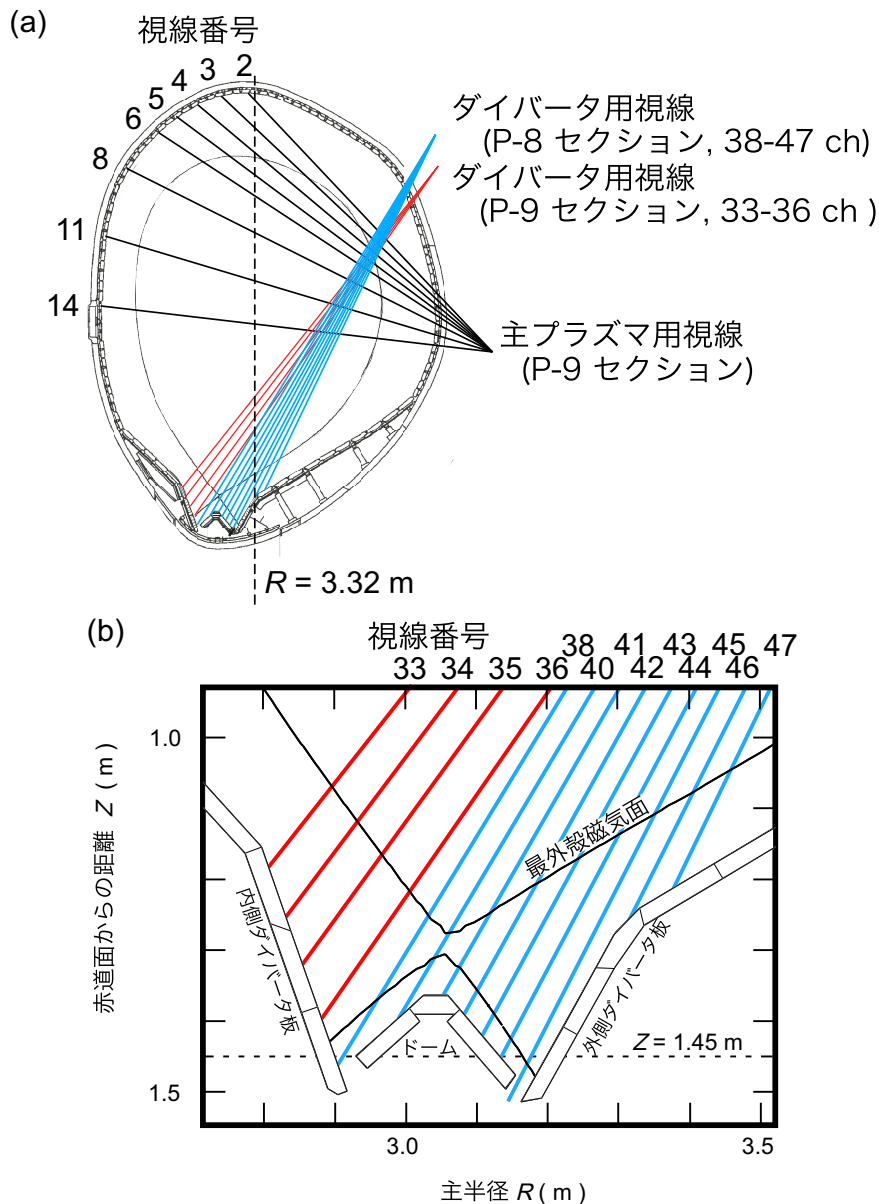 (a)
視線番号
2
3
4
5
6
8
11
14
ダイバータ用視線
(P-8 セクション, 38-47 ch)
ダイバータ用視線
(P-9 セクション, 33-36 ch )
主プラズマ用視線
(P-9 セクション)
R = 3.32 m
(b)
視線番号
38 41 43 45 47
33 34 35 36 40 42 44 46
赤道面からの距離 Z ( m )
1.0
1.5
最外殻磁気面
内側ダイバータ板
外側ダイバータ板
ドーム
Z = 1.45 m
3.0 3.5
主半径 R ( m )